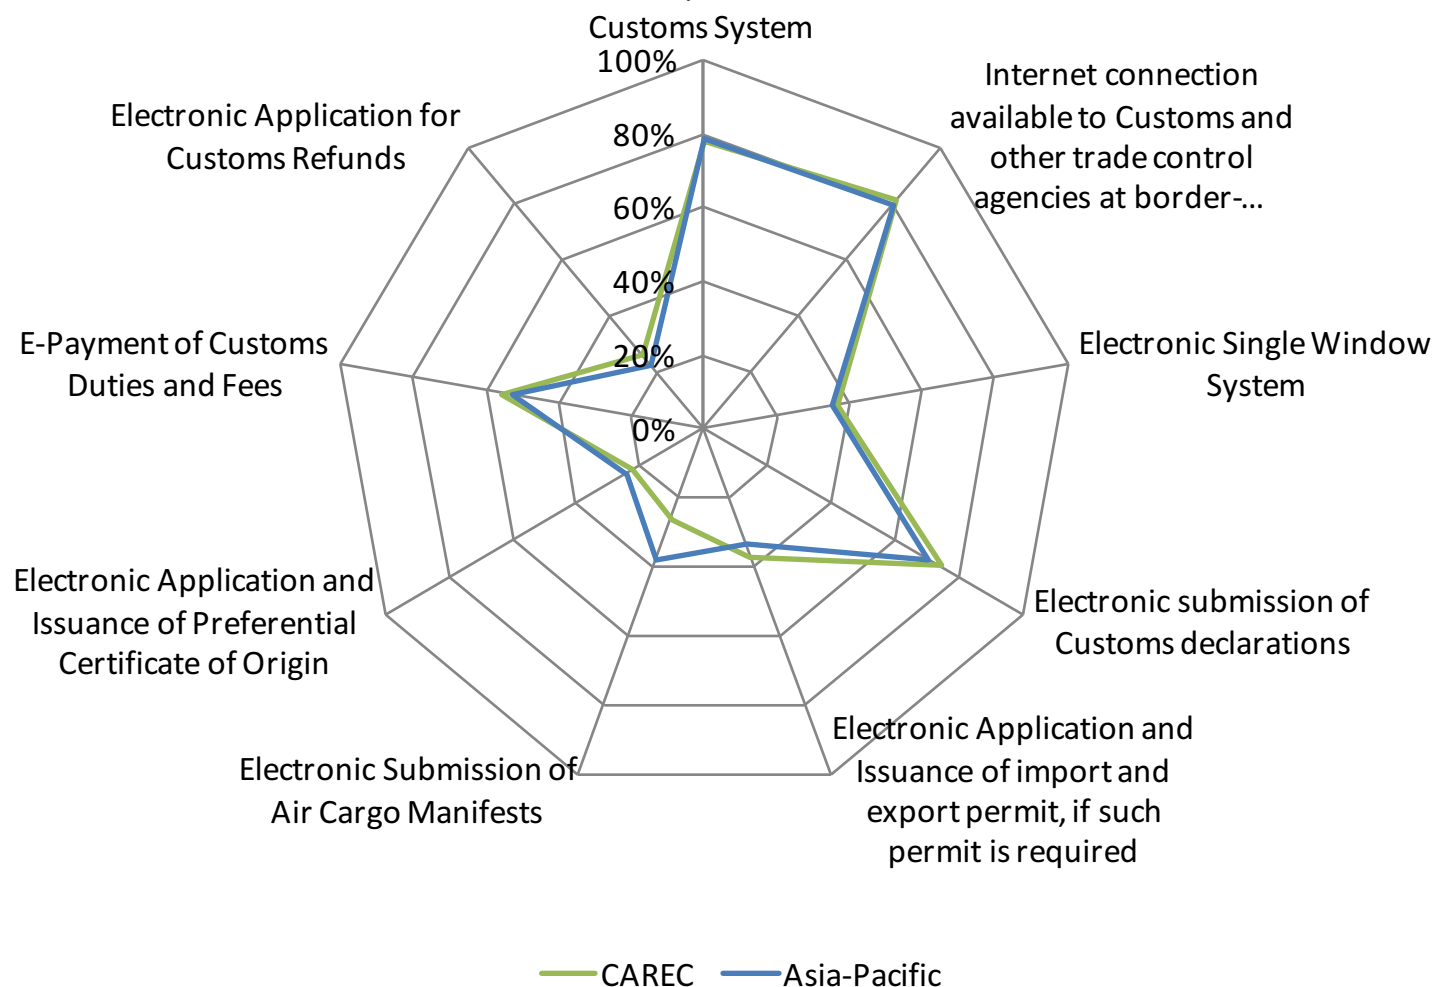 Customs System
100%
80%
60%
40%
20%
0%
Internet connection
available to Customs and
other trade control
agencies at border-...
Electronic Single Window
System
Electronic submission of
Customs declarations
Electronic Application and
Issuance of import and
export permit, if such
permit is required
Electronic Submission of
Air Cargo Manifests
Electronic Application and
Issuance of Preferential
Certificate of Origin
E-Payment of Customs
Duties and Fees
Electronic Application for
Customs Refunds
CAREC
Asia-Pacific